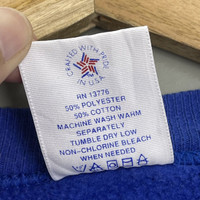 CRAFTED WITH PRIDE
IN U.S.A.
RN 13776
50% POLYESTER
50% COTTON
MACHINE WASH WARM
SEPARATELY
TUMBLE DRY LOW
NON-CHLORINE BLEACH
WHEN NEEDED